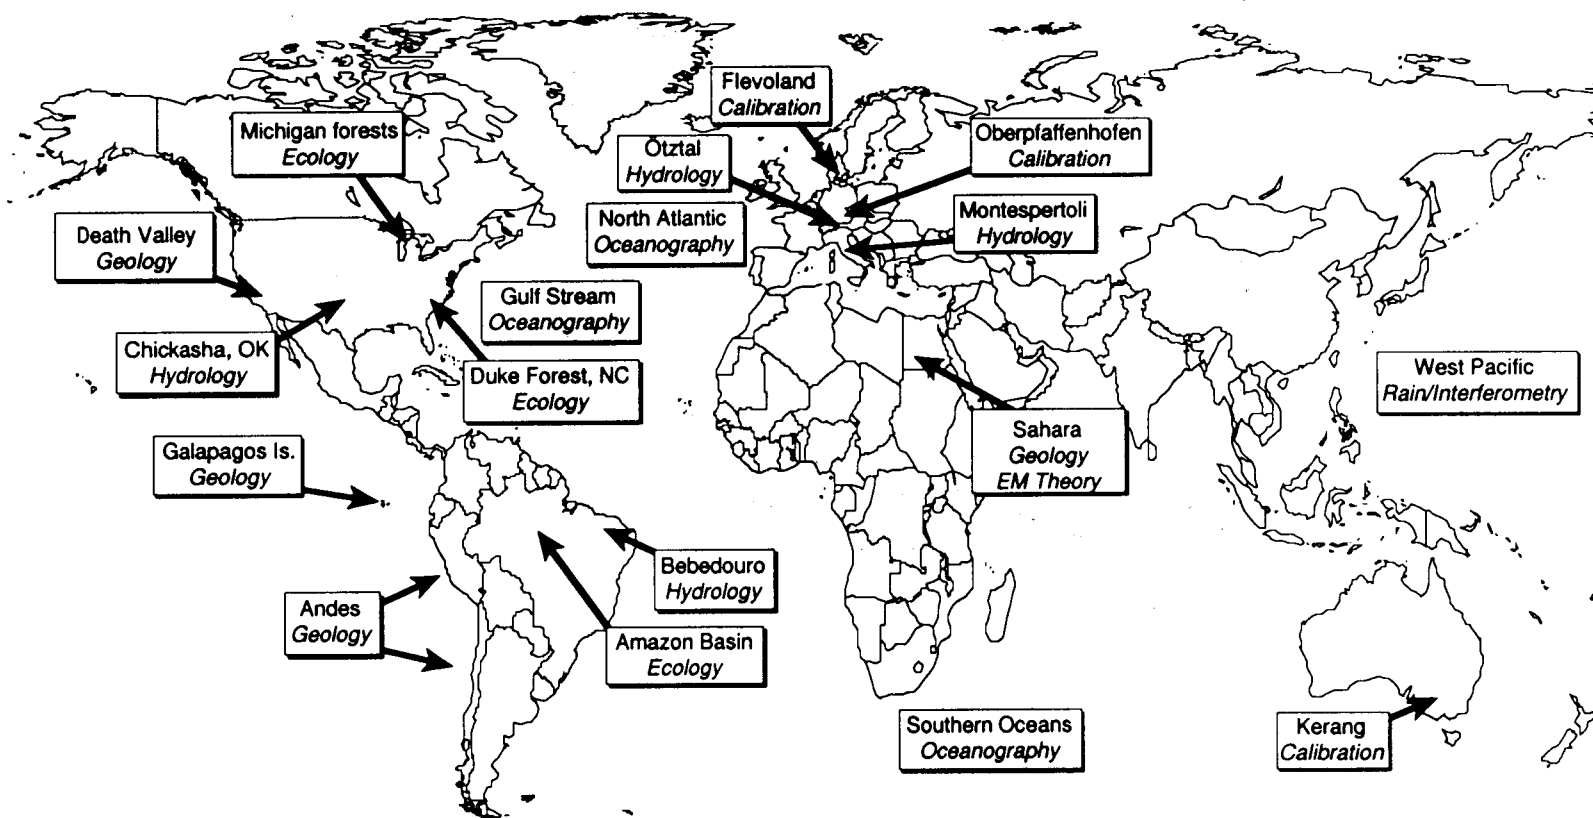 Flevoland
Calibration
Michigan forests
Ecology
Oberpfaffenhofen
Calibration
Ötztal
Hydrology
North Atlantic
Oceanography
Montespertoli
Hydrology
Death Valley
Geology
Gulf Stream
Oceanography
Chickasha, OK
Hydrology
Duke Forest, NC
Ecology
West Pacific
Rain/Interferometry
Sahara
Geology
EM Theory
Galapagos Is.
Geology
Bebedouro
Hydrology
Andes
Geology
Amazon Basin
Ecology
Southern Oceans
Oceanography
Kerang
Calibration